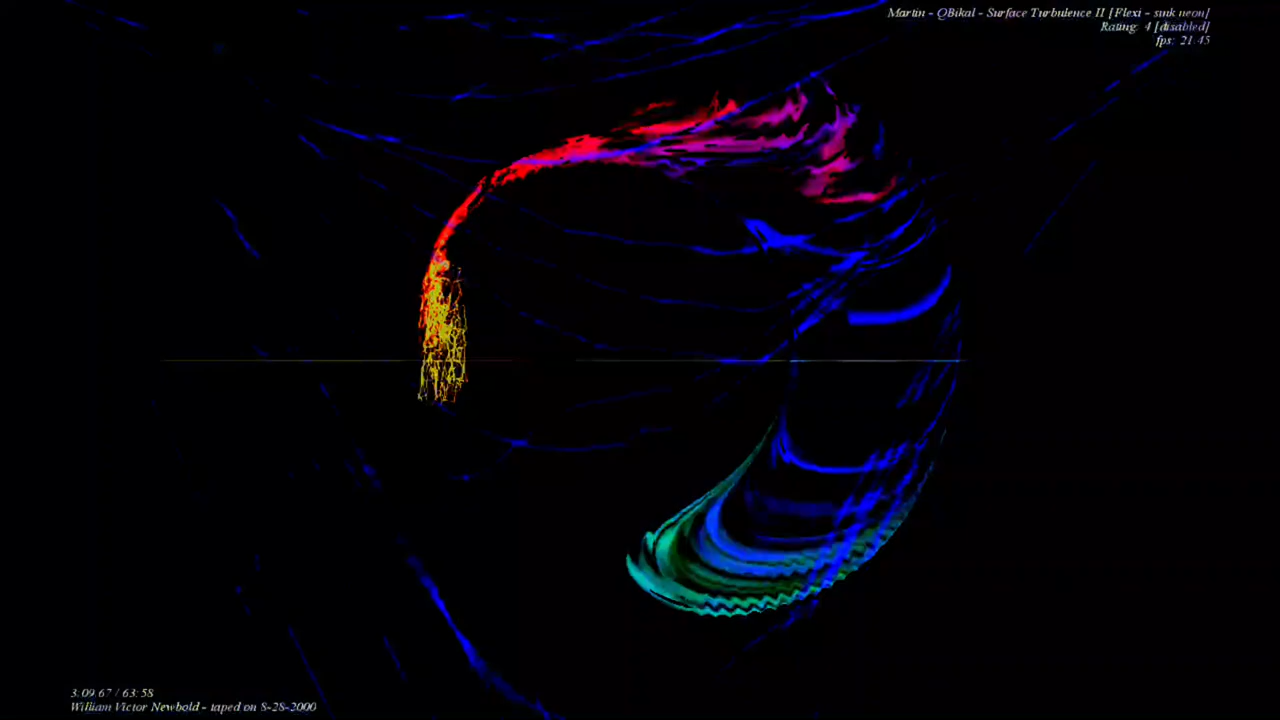 Martin - QBikal - Surface Turbulence II [Flexi - sink neon]
Rating: 4 [disabled]
fps: 21.45
3:09.67 / 63:58
William Victor Newbold - taped on 8-28-2000